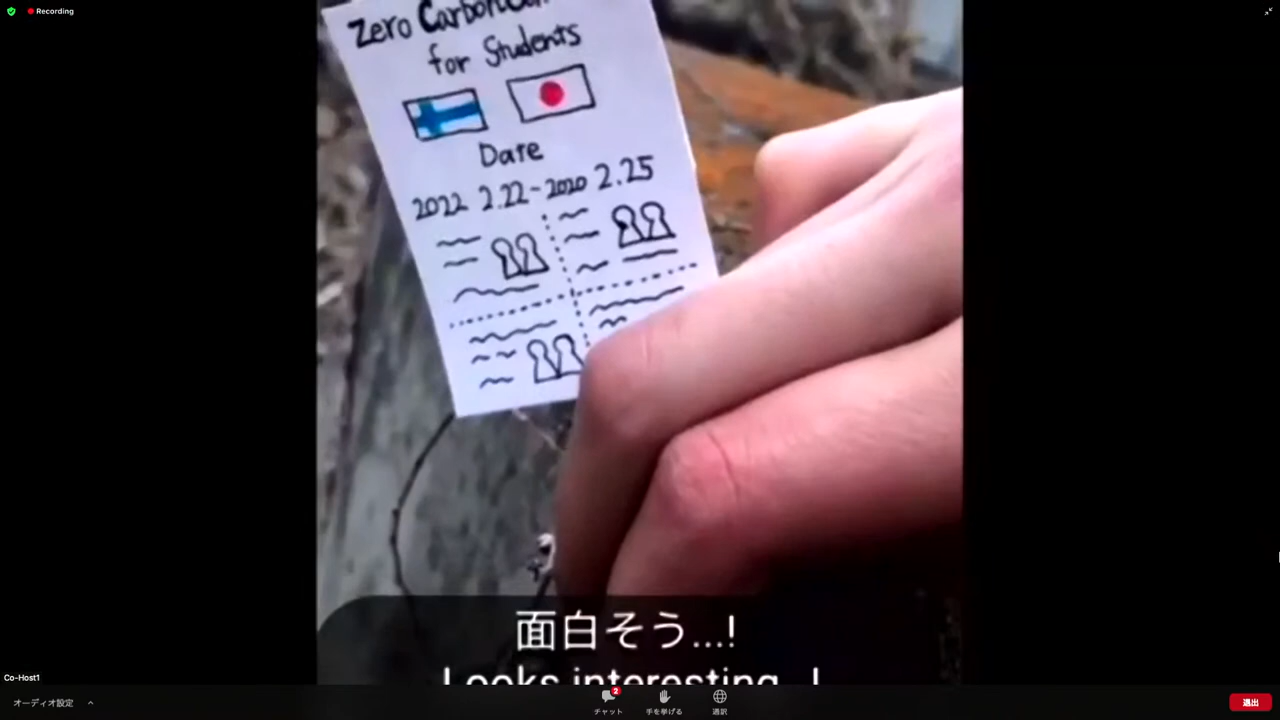 Recording
Zero Carbon
for Students
Date
2022 2.22-2020 2.25
面白そう...!
Looks interesting...!
Co-Host1
オーディオ設定
2
チャット
手を挙げる
通訳
退出